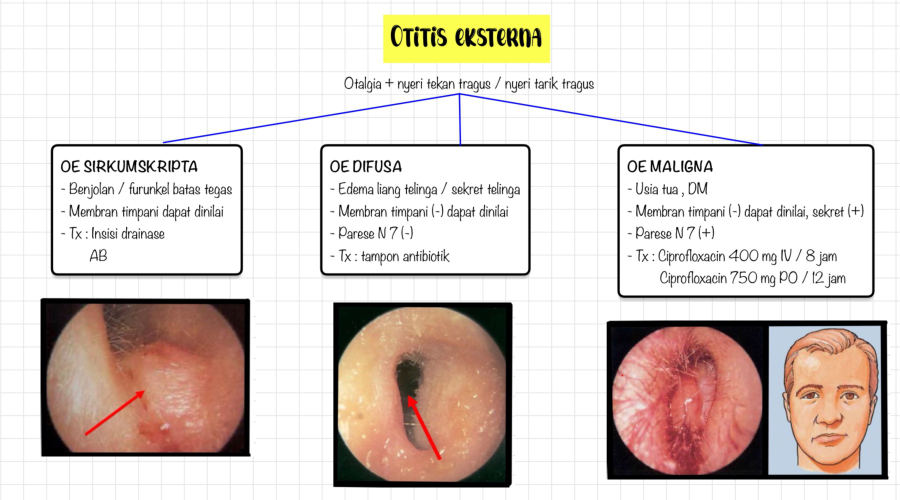 Otitis eksterna
Otalgia + nyeri tekan tragus / nyeri tarik tragus
OE SIRKUMSKRIPTA
- Benjolan / furunkel batas tegas
- Membran timpani dapat dinilai
- Tx : Insisi drainase
AB
OE DIFUSA
- Edema liang telinga / sekret telinga
- Membran timpani (-) dapat dinilai
- Parese N 7 (-)
- Tx : tampon antibiotik
OE MALIGNA
- Usia tua , DM
- Membran timpani (-) dapat dinilai, sekret (+)
- Parese N 7 (+)
- Tx : Ciprofloxacin 400 mg IV / 8 jam
Ciprofloxacin 750 mg PO / 12 jam